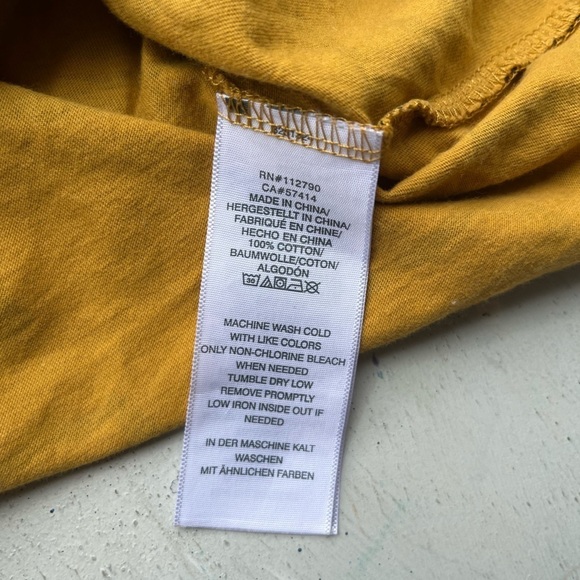 RN#112790
CA#57414
MADE IN CHINA/
HERGESTELLT IN CHINA/
FABRIQUÉ EN CHINE/
HECHO EN CHINA
100% COTTON/
BAUMWOLLE/COTON/
ALGODÓN
30
MACHINE WASH COLD
WITH LIKE COLORS
ONLY NON-CHLORINE BLEACH
WHEN NEEDED
TUMBLE DRY LOW
REMOVE PROMPTLY
LOW IRON INSIDE OUT IF
NEEDED
IN DER MASCHINE KALT
WASCHEN
MIT ÄHNLICHEN FARBEN